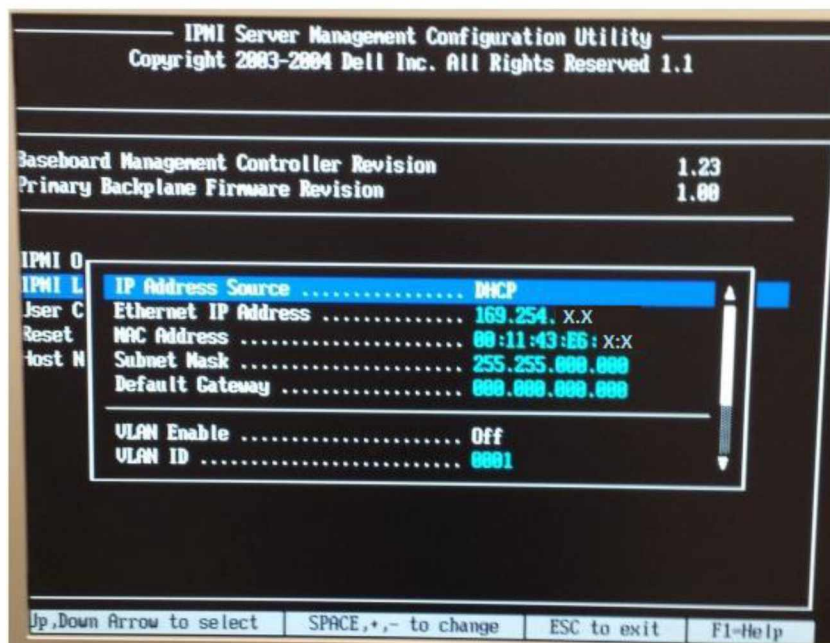 IPMI Server Management Configuration Utility
Copyright 2003-2004 Dell Inc. All Rights Reserved 1.1
Baseboard Management Controller Revision 1.23
Primary Backplane Firmware Revision 1.00
IPMI O
IPMI L
User C
Reset
Host N
IP Address Source ................ DHCP
Ethernet IP Address .............. 169.254. X.X
MAC Address ...................... 00:11:43:E6: X:X
Subnet Mask ...................... 255.255.000.000
Default Gateway .................. 000.000.000.000
VLAN Enable ...................... Off
VLAN ID .......................... 0001
Up,Down Arrow to select SPACE,+,- to change ESC to exit F1=Help